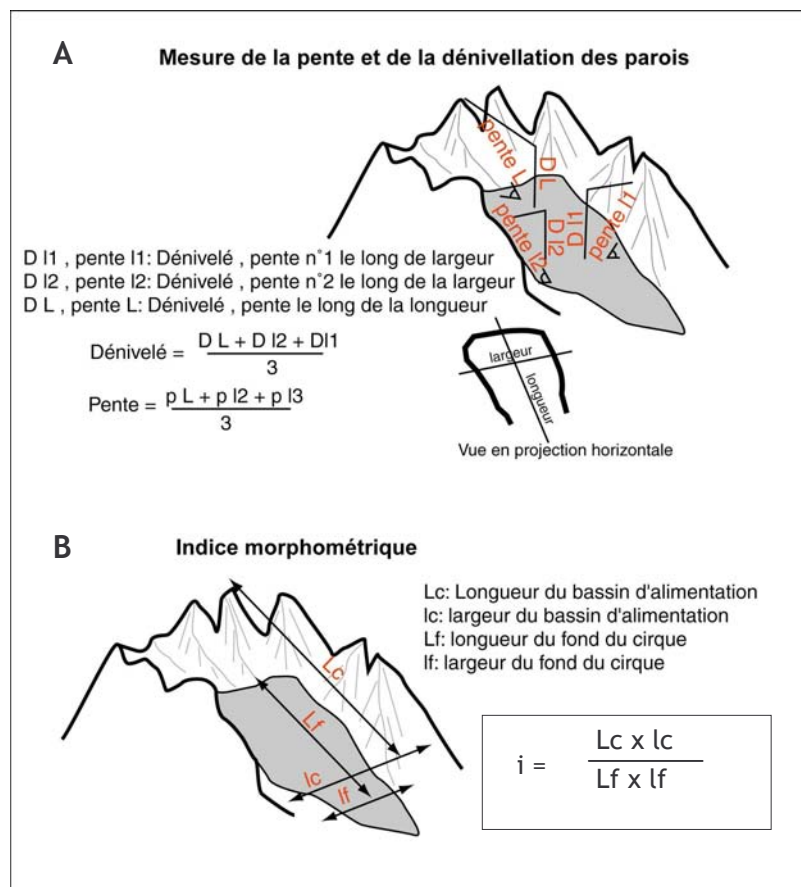 A
Mesure de la pente et de la dénivellation des parois
pente L
D L
pente l2
D l2
D l1
pente l1
D l1 , pente l1: Dénivelé , pente n°1 le long de largeur
D l2 , pente l2: Dénivelé , pente n°2 le long de la largeur
D L , pente L: Dénivelé , pente le long de la longueur
Dénivelé = D L + D l2 + Dl1
3
Pente = p L + p l2 + p l3
3
largeur
longueur
Vue en projection horizontale
B
Indice morphométrique
Lc
Lf
lc
lf
Lc: Longueur du bassin d'alimentation
lc: largeur du bassin d'alimentation
Lf: longueur du fond du cirque
lf: largeur du fond du cirque
i = Lc x lc
Lf x lf